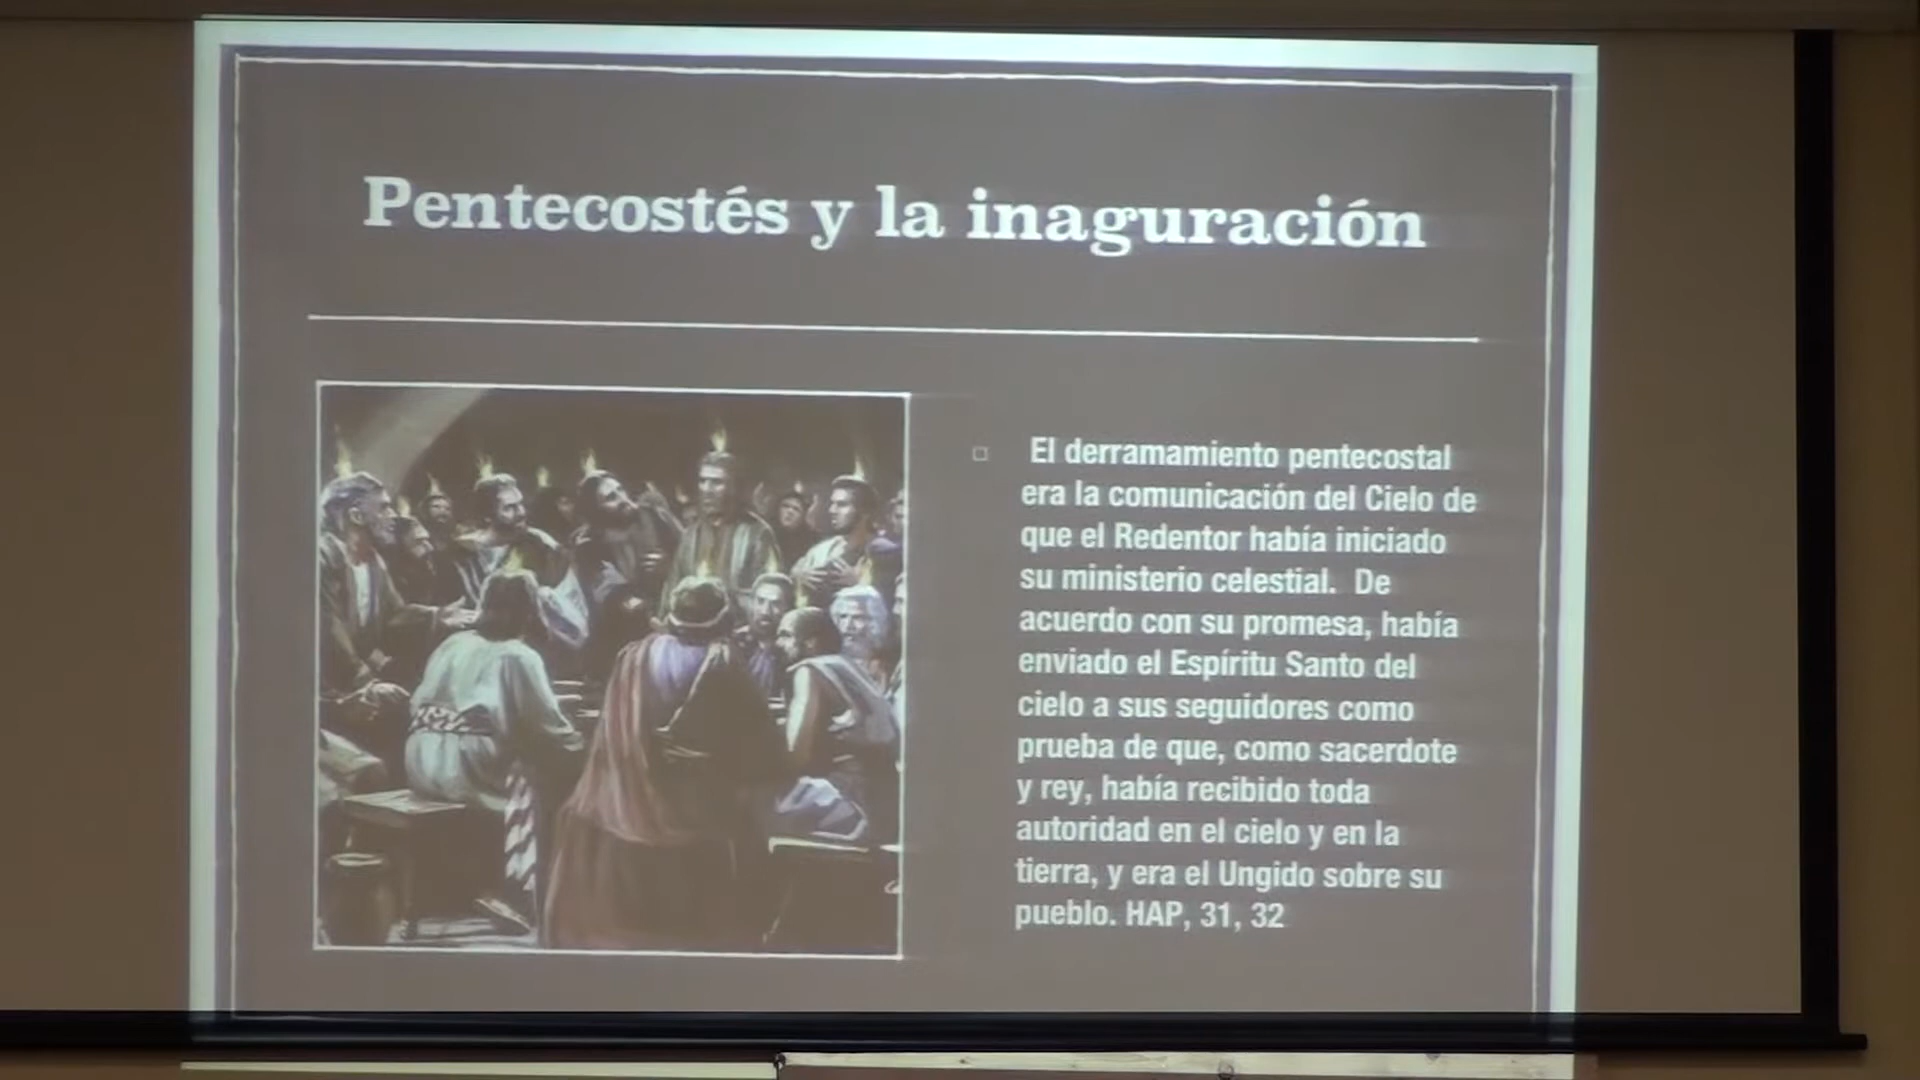 Pentecostés y la inaguración
El derramamiento pentecostal
era la comunicación del Cielo de
que el Redentor había iniciado
su ministerio celestial. De
acuerdo con su promesa, había
enviado el Espíritu Santo del
cielo a sus seguidores como
prueba de que, como sacerdote
y rey, había recibido toda
autoridad en el cielo y en la
tierra, y era el Ungido sobre su
pueblo. HAP, 31, 32